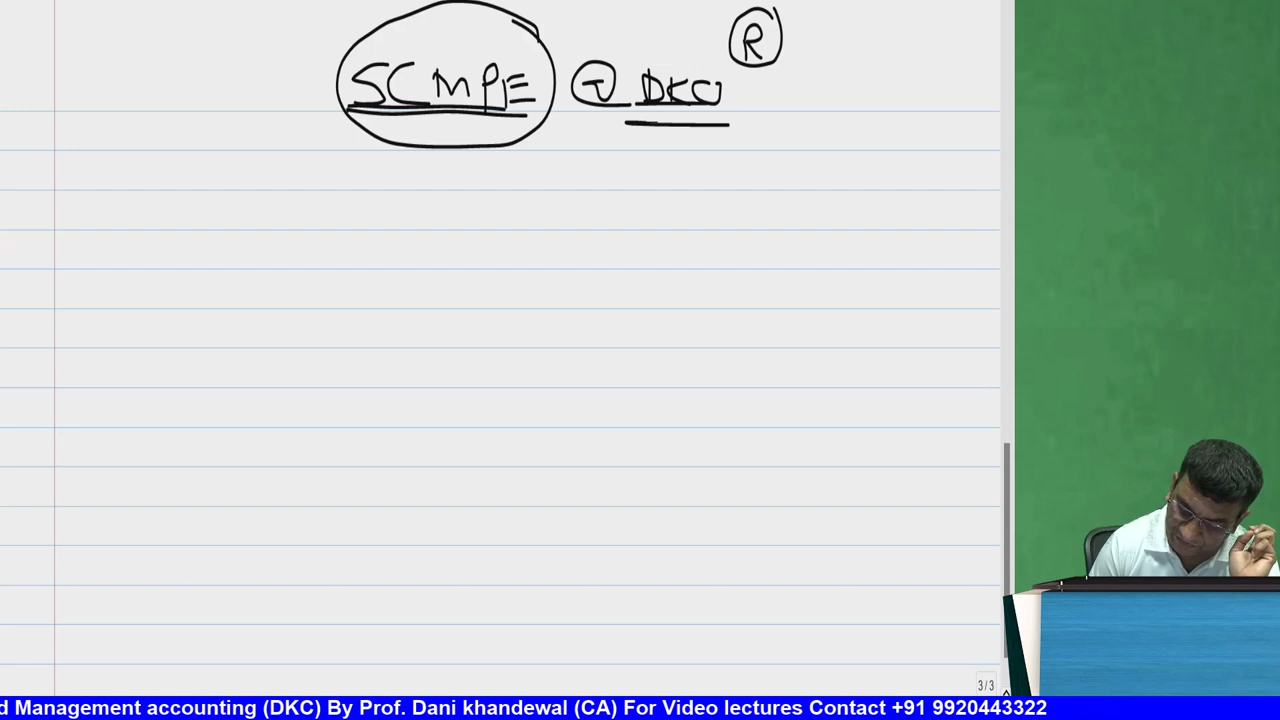 SCMPE @ DKC ®
3/3
d Management accounting (DKC) By Prof. Dani khandewal (CA) For Video lectures Contact +91 9920443322